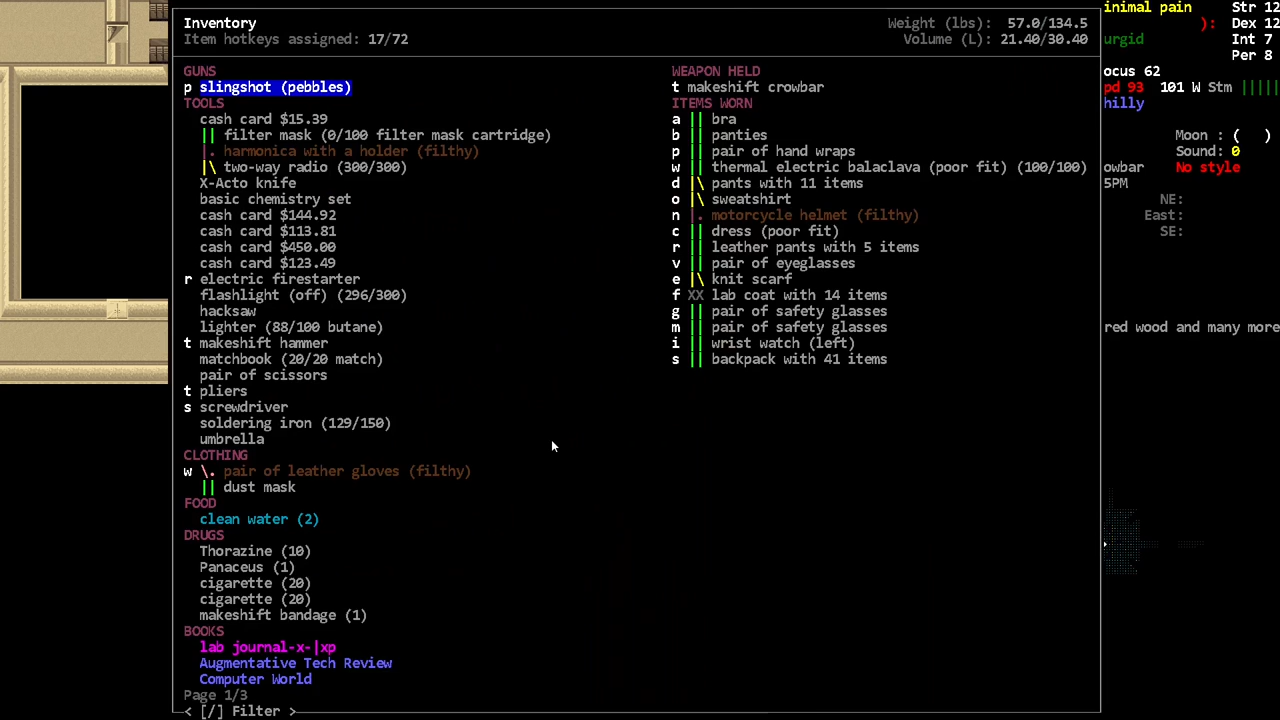 Inventory
Item hotkeys assigned: 17/72
Weight (lbs): 57.0/134.5
Volume (L): 21.40/30.40
GUNS
p slingshot (pebbles)
TOOLS
cash card $15.39
|| filter mask (0/100 filter mask cartridge)
|. harmonica with a holder (filthy)
|\ two-way radio (300/300)
X-Acto knife
basic chemistry set
cash card $144.92
cash card $113.81
cash card $450.00
cash card $123.49
r electric firestarter
flashlight (off) (296/300)
hacksaw
lighter (88/100 butane)
t makeshift hammer
matchbook (20/20 match)
pair of scissors
t pliers
s screwdriver
soldering iron (129/150)
umbrella
CLOTHING
w \. pair of leather gloves (filthy)
|| dust mask
FOOD
clean water (2)
DRUGS
Thorazine (10)
Panaceus (1)
cigarette (20)
cigarette (20)
makeshift bandage (1)
BOOKS
lab journal-x-|xp
Augmentative Tech Review
Computer World
Page 1/3
< [/] Filter >
WEAPON HELD
t makeshift crowbar
ITEMS WORN
a || bra
b || panties
p || pair of hand wraps
w || thermal electric balaclava (poor fit) (100/100)
d |\ pants with 11 items
o |\ sweatshirt
n |. motorcycle helmet (filthy)
c || dress (poor fit)
r || leather pants with 5 items
v || pair of eyeglasses
e |\ knit scarf
f XX lab coat with 14 items
g || pair of safety glasses
m || pair of safety glasses
i || wrist watch (left)
s || backpack with 41 items
inimal pain Str 12
): Dex 12
urgid Int 7
Per 8
ocus 62
pd 93 101 W Stm |||||
hilly
Moon : ( )
Sound: 0
owbar No style
5PM
NE:
East:
SE:
red wood and many more